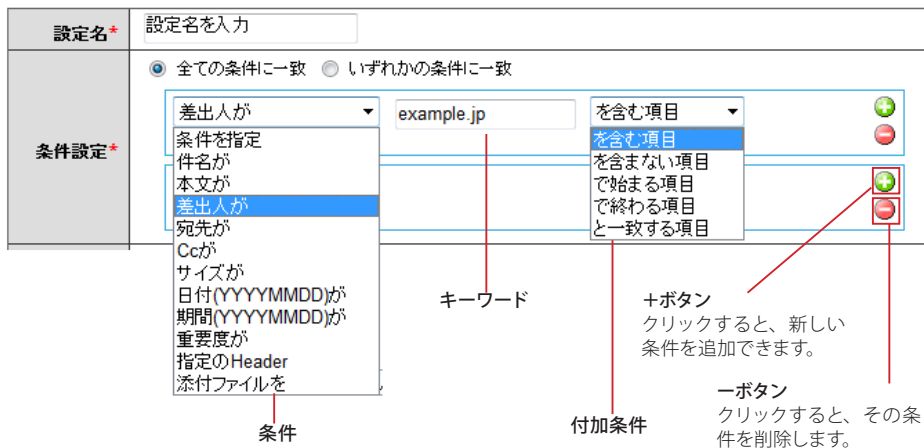 設定名*
設定名を入力
条件設定*
全ての条件に一致 いずれかの条件に一致
差出人が
example.jp
を含む項目
条件を指定
件名が
本文が
差出人が
宛先が
Ccが
サイズが
日付(YYYYMMDD)が
期間(YYYYMMDD)が
重要度が
指定のHeader
添付ファイルを
を含む項目
を含まない項目
で始まる項目
で終わる項目
と一致する項目
キーワード
条件
付加条件
+ボタン
クリックすると、新しい
条件を追加できます。
ーボタン
クリックすると、その条
件を削除します。